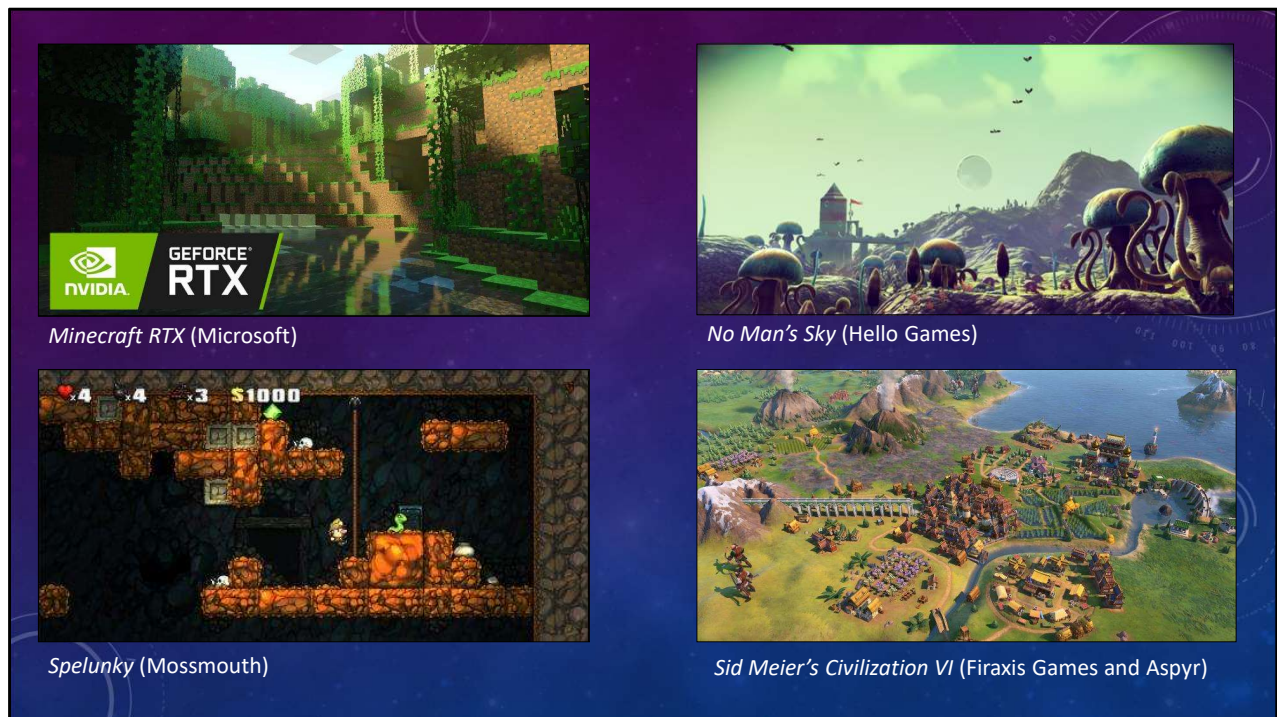 NVIDIA.
GEFORCE®
RTX
Minecraft RTX (Microsoft)
No Man's Sky (Hello Games)
x4 x4 x3 $1000
Spelunky (Mossmouth)
Sid Meier's Civilization VI (Firaxis Games and Aspyr)